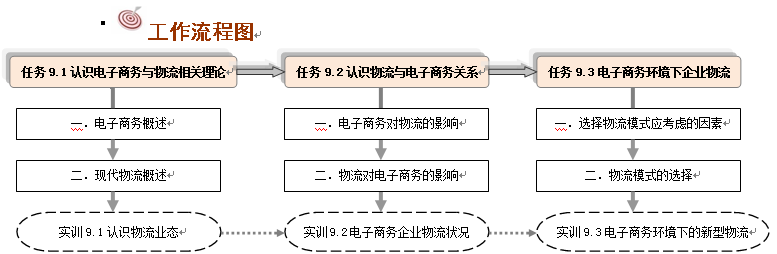 工作流程图
任务9.1认识电子商务与物流相关理论
任务9.2认识物流与电子商务关系
任务9.3电子商务环境下企业物流
一.电子商务概述
一.电子商务对物流的影响
一.选择物流模式应考虑的因素
二.现代物流概述
二.物流对电子商务的影响
二.物流模式的选择
实训9.1认识物流业态
实训9.2电子商务企业物流状况
实训9.3电子商务环境下的新型物流